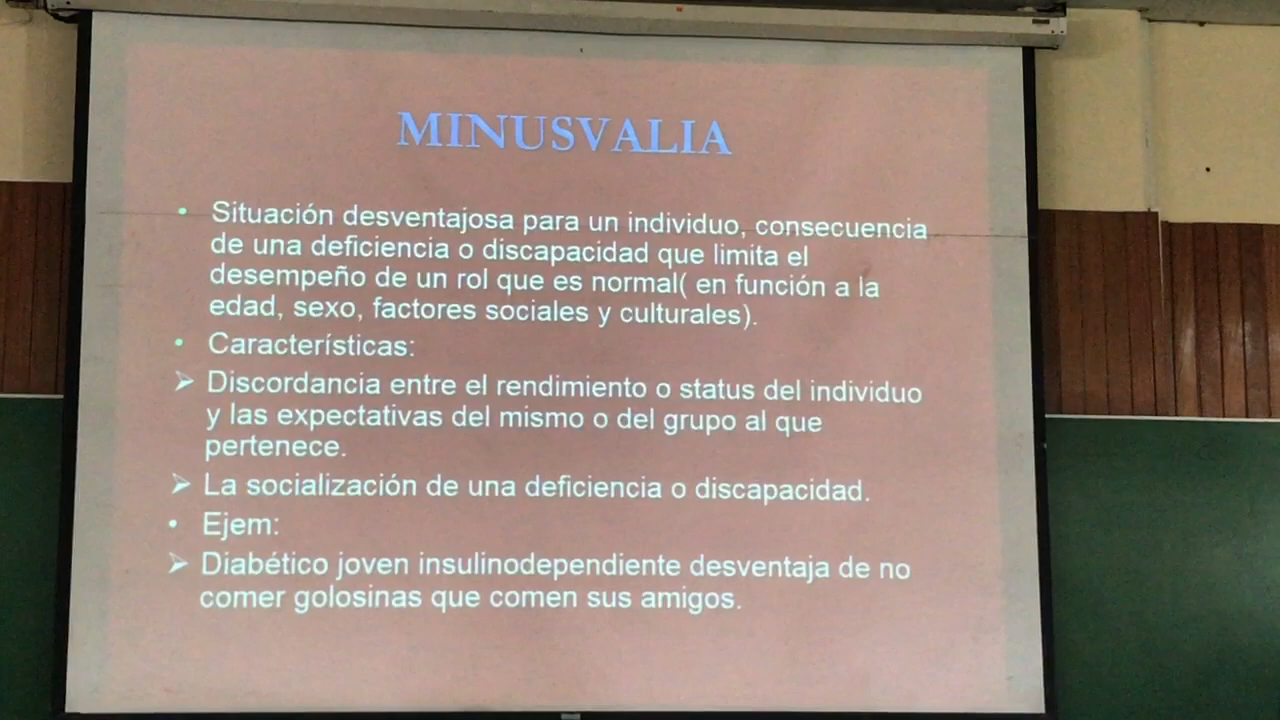 MINUSVALIA
• Situación desventajosa para un individuo, consecuencia
de una deficiencia o discapacidad que limita el
desempeño de un rol que es normal( en función a la
edad, sexo, factores sociales y culturales).
• Características:
➢ Discordancia entre el rendimiento o status del individuo
y las expectativas del mismo o del grupo al que
pertenece.
➢ La socialización de una deficiencia o discapacidad.
• Ejem:
➢ Diabético joven insulinodependiente desventaja de no
comer golosinas que comen sus amigos.